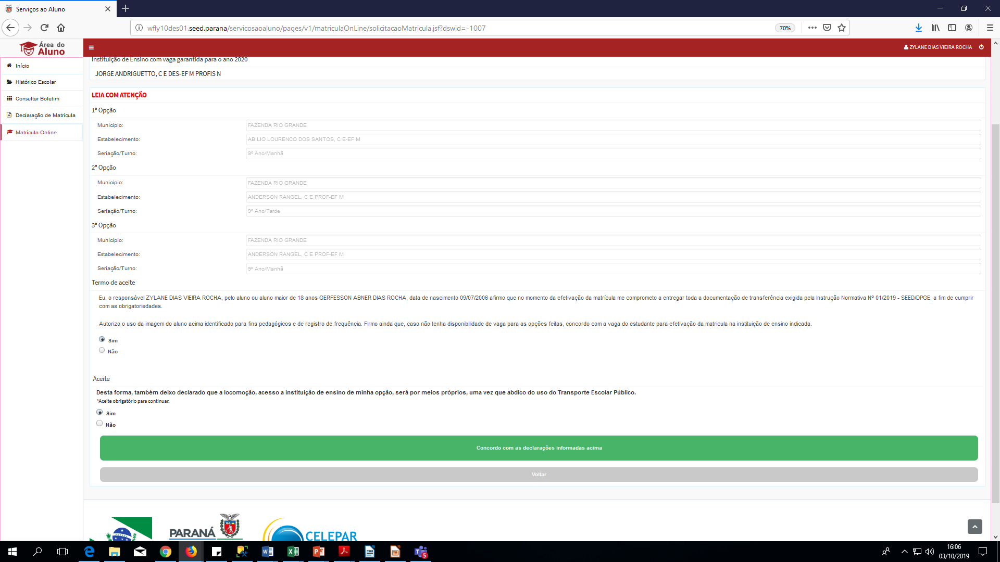 Serviços ao Aluno
wfly10des01.seed.parana/servicosaoaluno/pages/v1/matriculaOnLine/solicitacaoMatricula.jsf?dswid=-1007
70%
Área do
Aluno
ZYLANE DIAS VIEIRA ROCHA
Início
Histórico Escolar
Consultar Boletim
Declaração de Matrícula
Matrícula Online
Instituição de Ensino com vaga garantida para o ano 2020
JORGE ANDRIGUETTO, C E DES-EF M PROFIS N
LEIA COM ATENÇÃO
1ª Opção
Municipio:
FAZENDA RIO GRANDE
Estabelecimento:
ABILIO LOURENCO DOS SANTOS, C E-EF M
Seriação/Turno:
9º Ano/Manhã
2ª Opção
Municipio:
FAZENDA RIO GRANDE
Estabelecimento:
ANDERSON RANGEL, C E PROF-EF M
Seriação/Turno:
9º Ano/Tarde
3ª Opção
Municipio:
FAZENDA RIO GRANDE
Estabelecimento:
ANDERSON RANGEL, C E PROF-EF M
Seriação/Turno:
9º Ano/Manhã
Termo de aceite
Eu, o responsável ZYLANE DIAS VIEIRA ROCHA, pelo aluno ou aluno maior de 18 anos GERFESSON ABNER DIAS ROCHA, data de nascimento 09/07/2006 afirmo que no momento da efetivação da matrícula me comprometo a entregar toda a documentação de transferência exigida pela Instrução Normativa Nº 01/2019 - SEED/DPGE, a fim de cumprir
com as obrigatoriedades.
Autorizo o uso da imagem do aluno acima identificado para fins pedagógicos e de registro de frequência. Firmo ainda que, caso não tenha disponibilidade de vaga para as opções feitas, concordo com a vaga do estudante para efetivação da matricula na instituição de ensino indicada.
Sim
Não
Aceite
Desta forma, também deixo declarado que a locomoção, acesso a instituição de ensino de minha opção, será por meios próprios, uma vez que abdico do uso do Transporte Escolar Público.
*Aceite obrigatório para continuar.
Sim
Não
Concordo com as declarações informadas acima
Voltar
PARANÁ
CELEPAR
5
16:06
03/10/2019